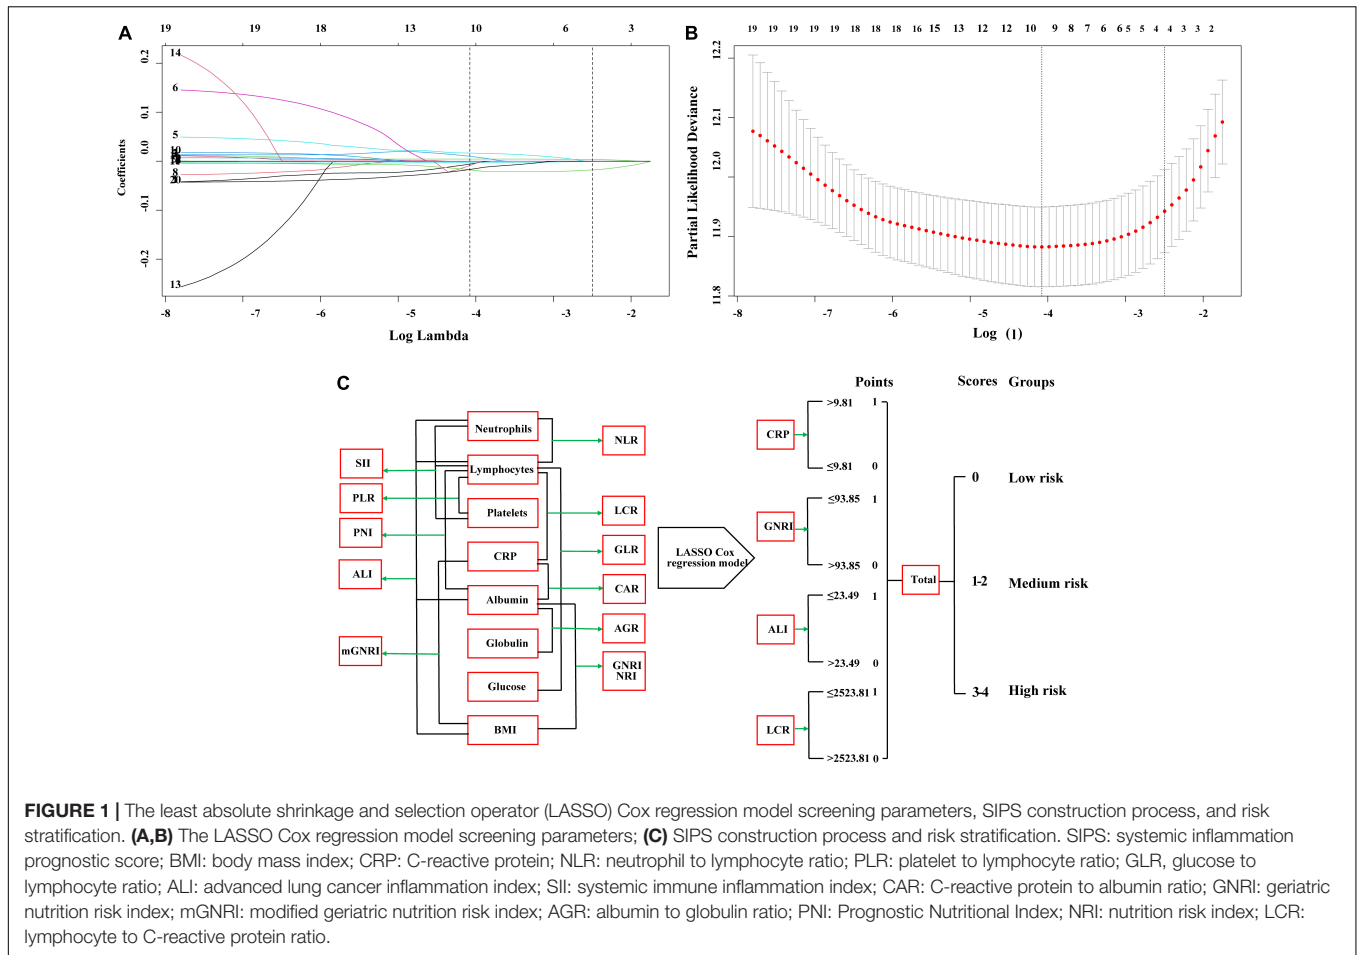 A
19 19 18 13 10 6 3
0.2
0.1
0.0
-0.1
-0.2
Coefficients
14
6
5
10
8
20
13
-8 -7 -6 -5 -4 -3 -2
Log Lambda
B
19 19 19 19 19 18 18 18 16 15 13 12 12 10 9 8 7 6 6 5 5 4 4 3 3 2
12.2
12.1
12.0
11.9
11.8
Partial Likelihood Deviance
-8 -7 -6 -5 -4 -3 -2
Log (1)
C
SII
PLR
PNI
ALI
mGNRI
Neutrophils
Lymphocytes
Platelets
CRP
Albumin
Globulin
Glucose
BMI
NLR
LCR
GLR
CAR
AGR
GNRI
NRI
LASSO Cox
regression model
Points
Scores Groups
CRP
>9.81 1
≤9.81 0
GNRI
≤93.85 1
>93.85 0
ALI
≤23.49 1
>23.49 0
LCR
≤2523.81 1
>2523.81 0
Total
0 Low risk
1-2 Medium risk
3-4 High risk
FIGURE 1 | The least absolute shrinkage and selection operator (LASSO) Cox regression model screening parameters, SIPS construction process, and risk
stratification. (A,B) The LASSO Cox regression model screening parameters; (C) SIPS construction process and risk stratification. SIPS: systemic inflammation
prognostic score; BMI: body mass index; CRP: C-reactive protein; NLR: neutrophil to lymphocyte ratio; PLR: platelet to lymphocyte ratio; GLR, glucose to
lymphocyte ratio; ALI: advanced lung cancer inflammation index; SII: systemic immune inflammation index; CAR: C-reactive protein to albumin ratio; GNRI: geriatric
nutrition risk index; mGNRI: modified geriatric nutrition risk index; AGR: albumin to globulin ratio; PNI: Prognostic Nutritional Index; NRI: nutrition risk index; LCR:
lymphocyte to C-reactive protein ratio.